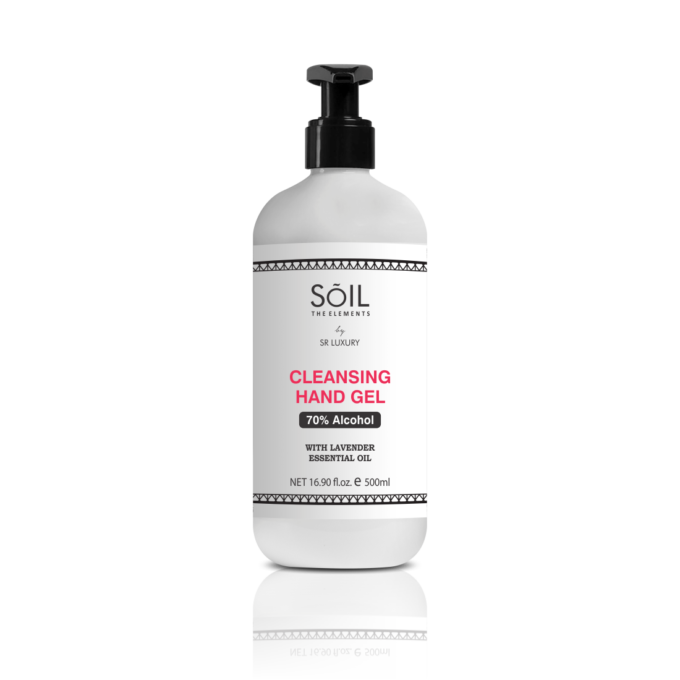 SÕIL
THE ELEMENTS
by
SR LUXURY
CLEANSING
HAND GEL
70% Alcohol
WITH LAVENDER
ESSENTIAL OIL
NET 16.90 fl.oz. ℮ 500ml